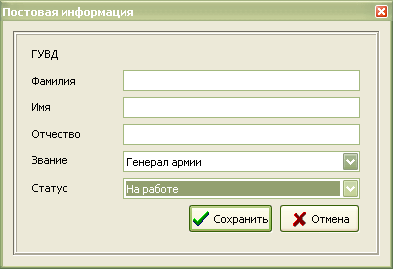 Постовая информация
ГУВД
Фамилия
Имя
Отчество
Звание Генерал армии
Статус На работе
Сохранить Отмена